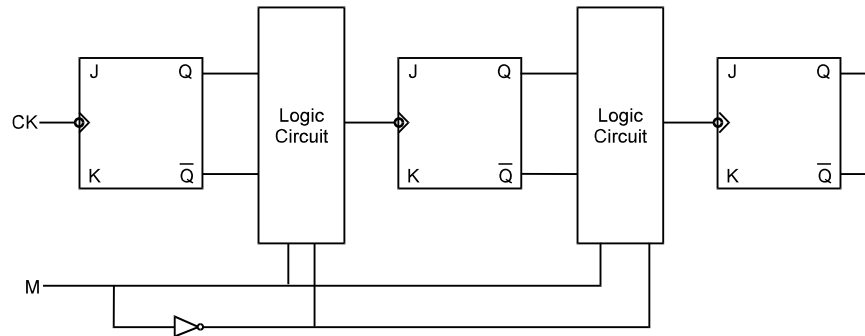 J Q
CK
K Q̅
Logic
Circuit
J Q
K Q̅
Logic
Circuit
J Q
K Q̅
M